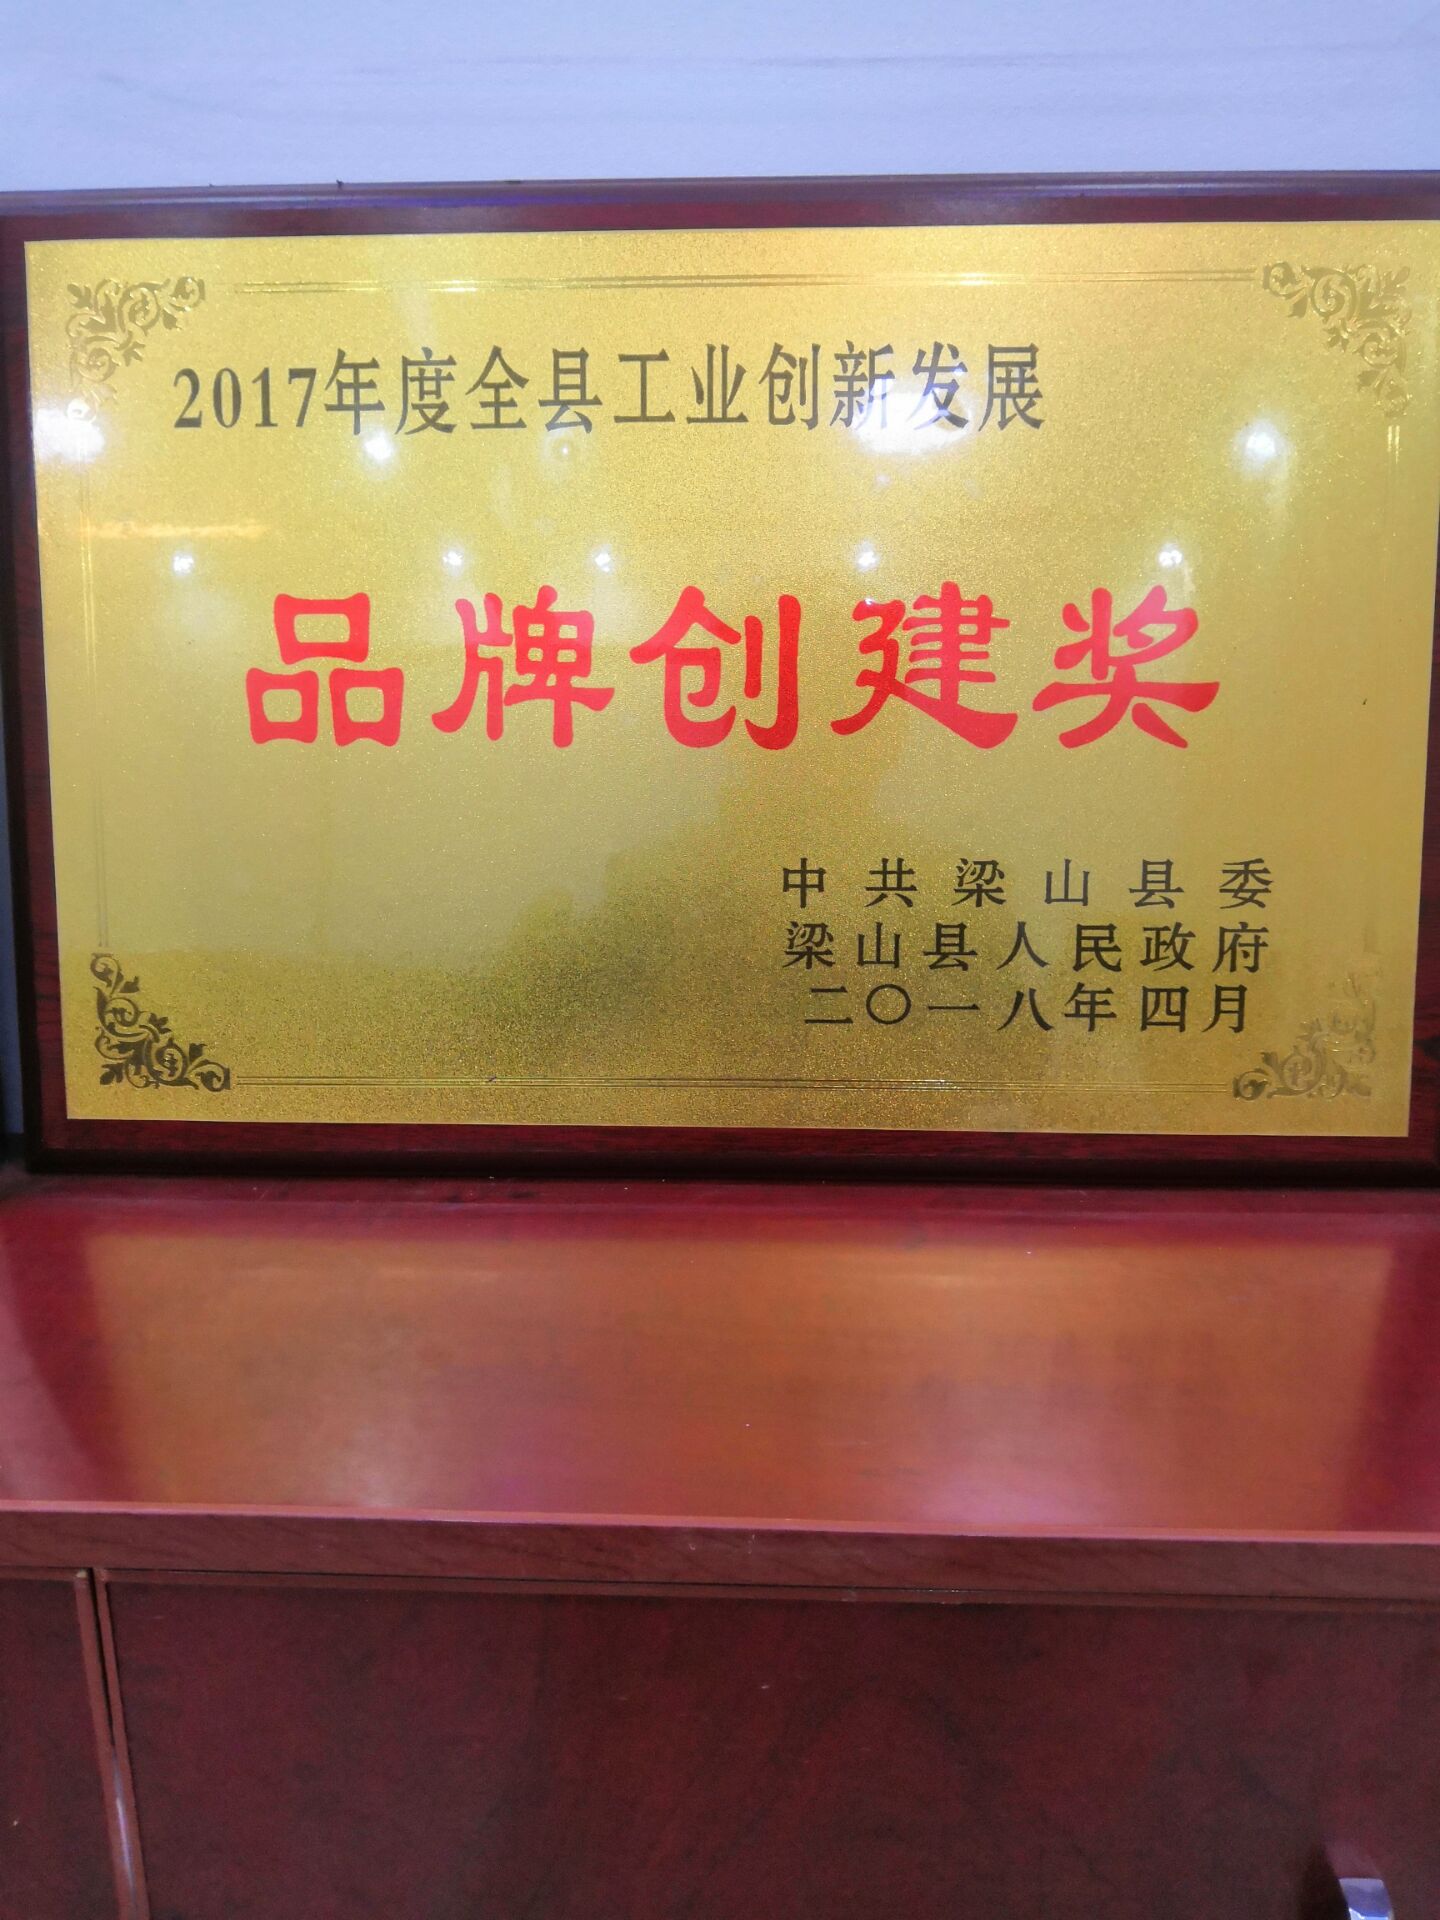 2017年度全县工业创新发展
品牌创建奖
中共梁山县委
梁山县人民政府
二〇一八年四月